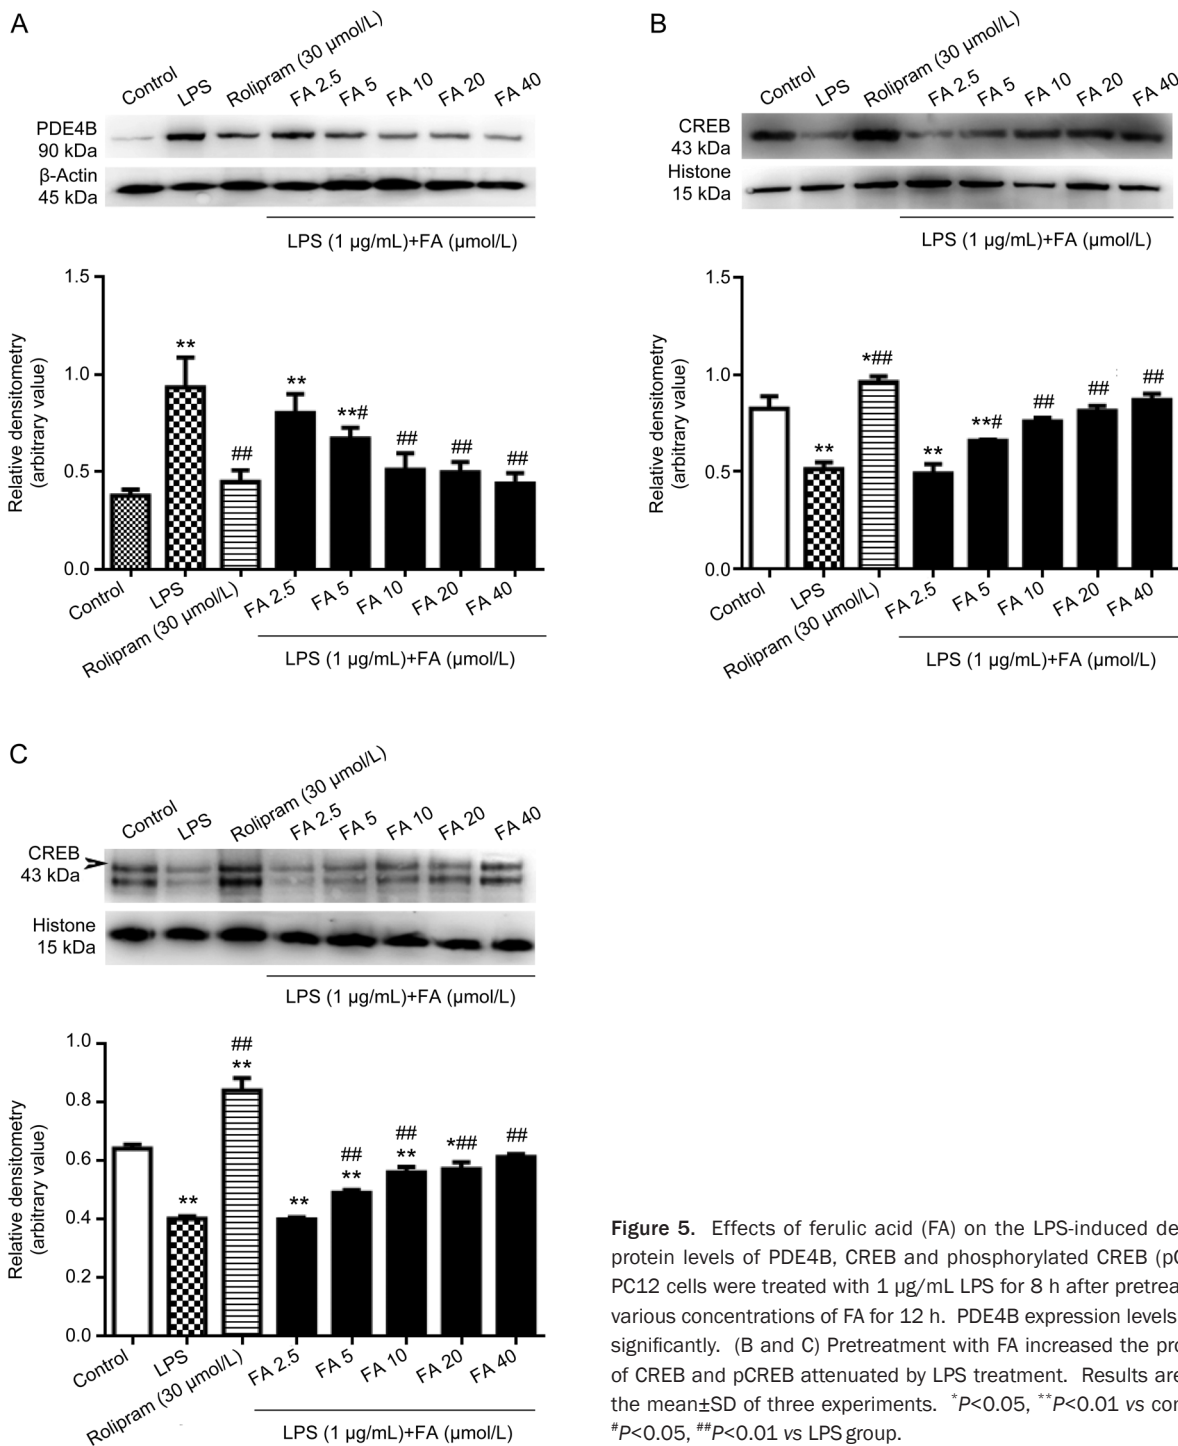 A
Control
LPS
Rolipram (30 µmol/L)
FA 2.5
FA 5
FA 10
FA 20
FA 40
PDE4B
90 kDa
β-Actin
45 kDa
LPS (1 µg/mL)+FA (µmol/L)
1.5
1.0
0.5
0.0
Relative densitometry
(arbitrary value)
**
##
**
**#
##
##
##
Control
LPS
Rolipram (30 µmol/L)
FA 2.5
FA 5
FA 10
FA 20
FA 40
LPS (1 µg/mL)+FA (µmol/L)
B
Control
LPS
Rolipram (30 µmol/L)
FA 2.5
FA 5
FA 10
FA 20
FA 40
CREB
43 kDa
Histone
15 kDa
LPS (1 µg/mL)+FA (µmol/L)
1.5
1.0
0.5
0.0
Relative densitometry
(arbitrary value)
**
*##
**
**#
##
##
##
Control
LPS
Rolipram (30 µmol/L)
FA 2.5
FA 5
FA 10
FA 20
FA 40
LPS (1 µg/mL)+FA (µmol/L)
C
Control
LPS
Rolipram (30 µmol/L)
FA 2.5
FA 5
FA 10
FA 20
FA 40
CREB
43 kDa
Histone
15 kDa
LPS (1 µg/mL)+FA (µmol/L)
1.0
0.8
0.6
0.4
0.2
0.0
Relative densitometry
(arbitrary value)
**
##
**
**
##
**
##
**
*##
##
Control
LPS
Rolipram (30 µmol/L)
FA 2.5
FA 5
FA 10
FA 20
FA 40
LPS (1 µg/mL)+FA (µmol/L)
Figure 5. Effects of ferulic acid (FA) on the LPS-induced de
protein levels of PDE4B, CREB and phosphorylated CREB (pC
PC12 cells were treated with 1 µg/mL LPS for 8 h after pretrea
various concentrations of FA for 12 h. PDE4B expression levels
significantly. (B and C) Pretreatment with FA increased the pro
of CREB and pCREB attenuated by LPS treatment. Results are
the mean±SD of three experiments. *P<0.05, **P<0.01 vs con
#P<0.05, ##P<0.01 vs LPS group.